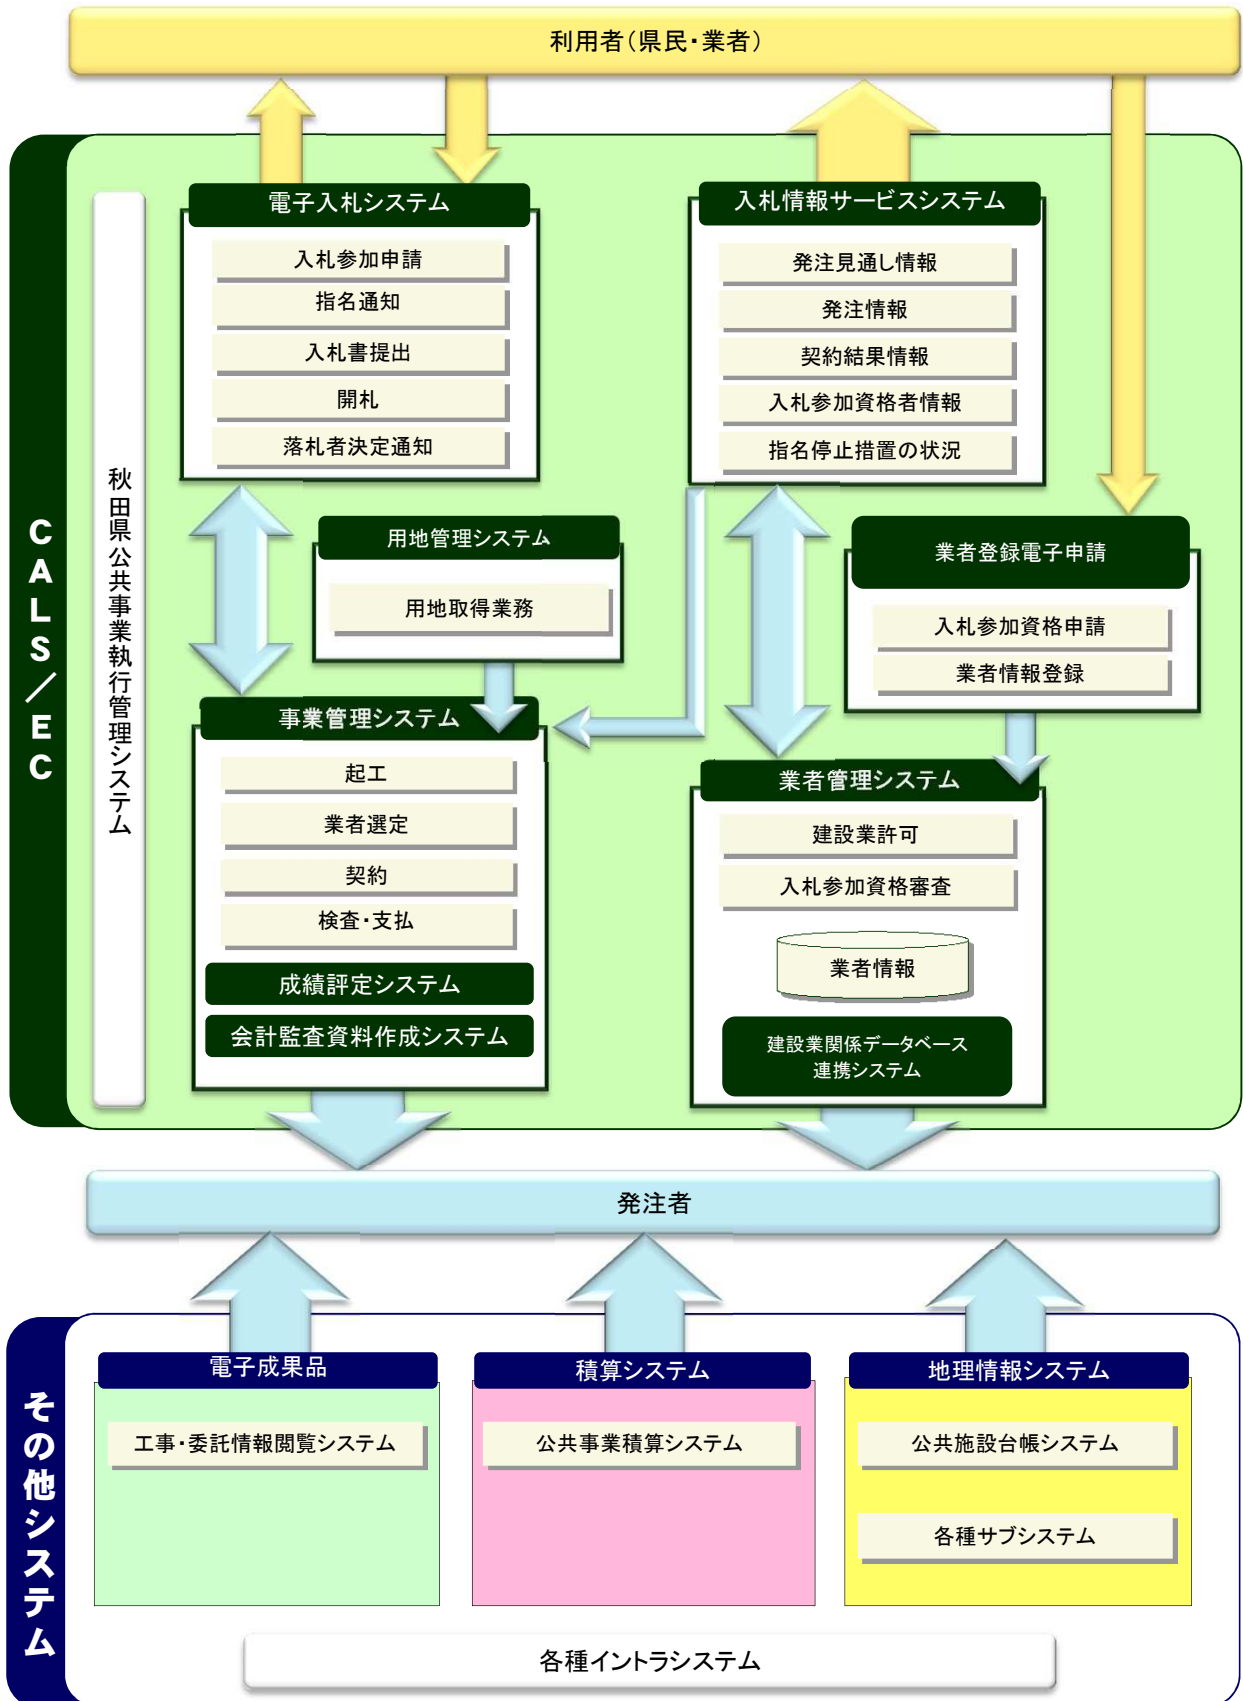 利用者（県民・業者）
CALS／EC
秋田県公共事業執行管理システム
電子入札システム
入札参加申請
指名通知
入札書提出
開札
落札者決定通知
入札情報サービスシステム
発注見通し情報
発注情報
契約結果情報
入札参加資格者情報
指名停止措置の状況
用地管理システム
用地取得業務
業者登録電子申請
入札参加資格申請
業者情報登録
事業管理システム
起工
業者選定
契約
検査・支払
成績評定システム
会計監査資料作成システム
業者管理システム
建設業許可
入札参加資格審査
業者情報
建設業関係データベース
連携システム
発注者
その他システム
電子成果品
工事・委託情報閲覧システム
積算システム
公共事業積算システム
地理情報システム
公共施設台帳システム
各種サブシステム
各種イントラシステム